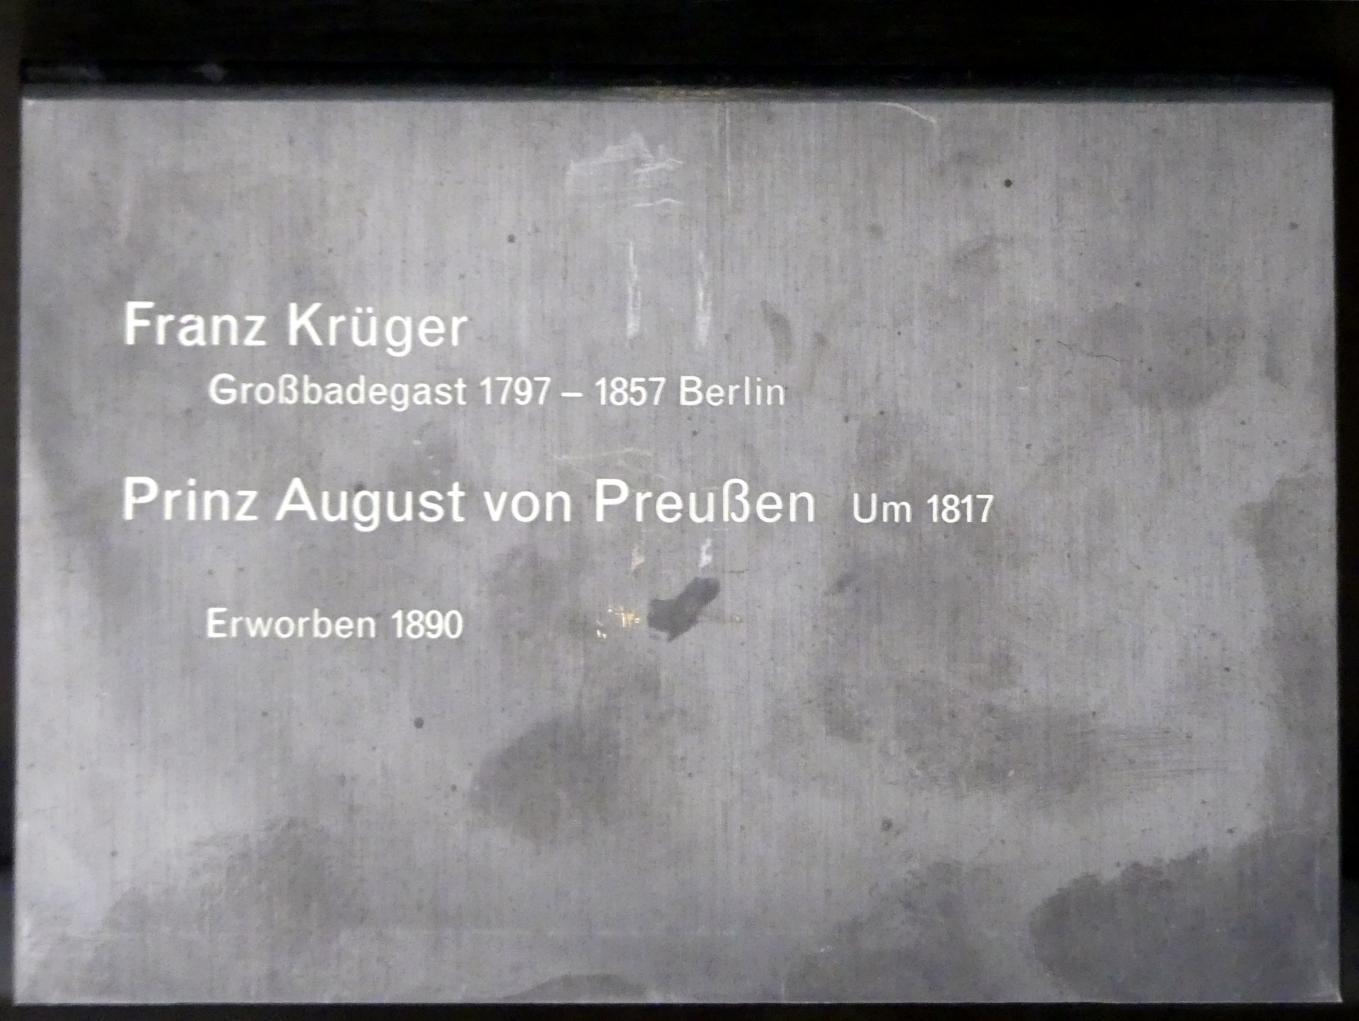 Franz Krüger
Großbadegast 1797 – 1857 Berlin
Prinz August von Preußen Um 1817
Erworben 1890